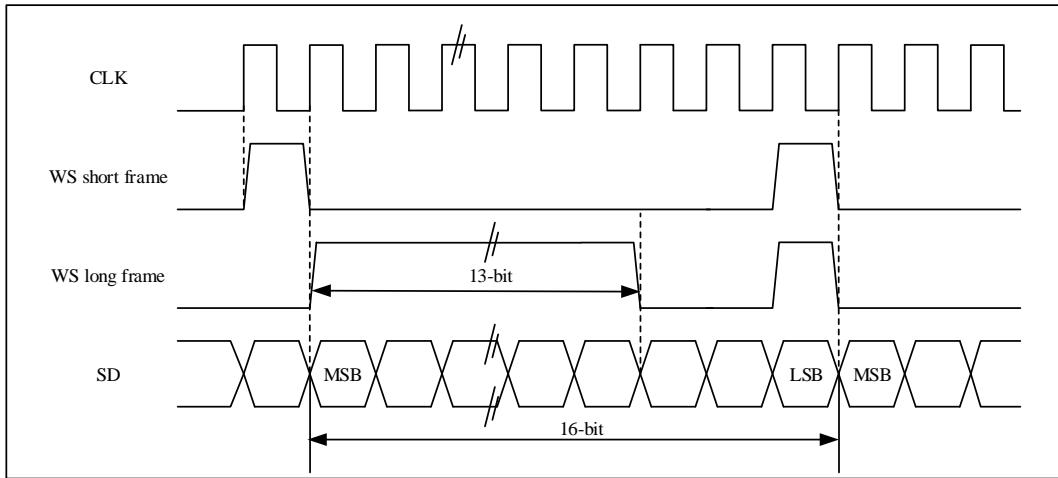 CLK
WS short frame
WS long frame
13-bit
SD
MSB
LSB
MSB
16-bit